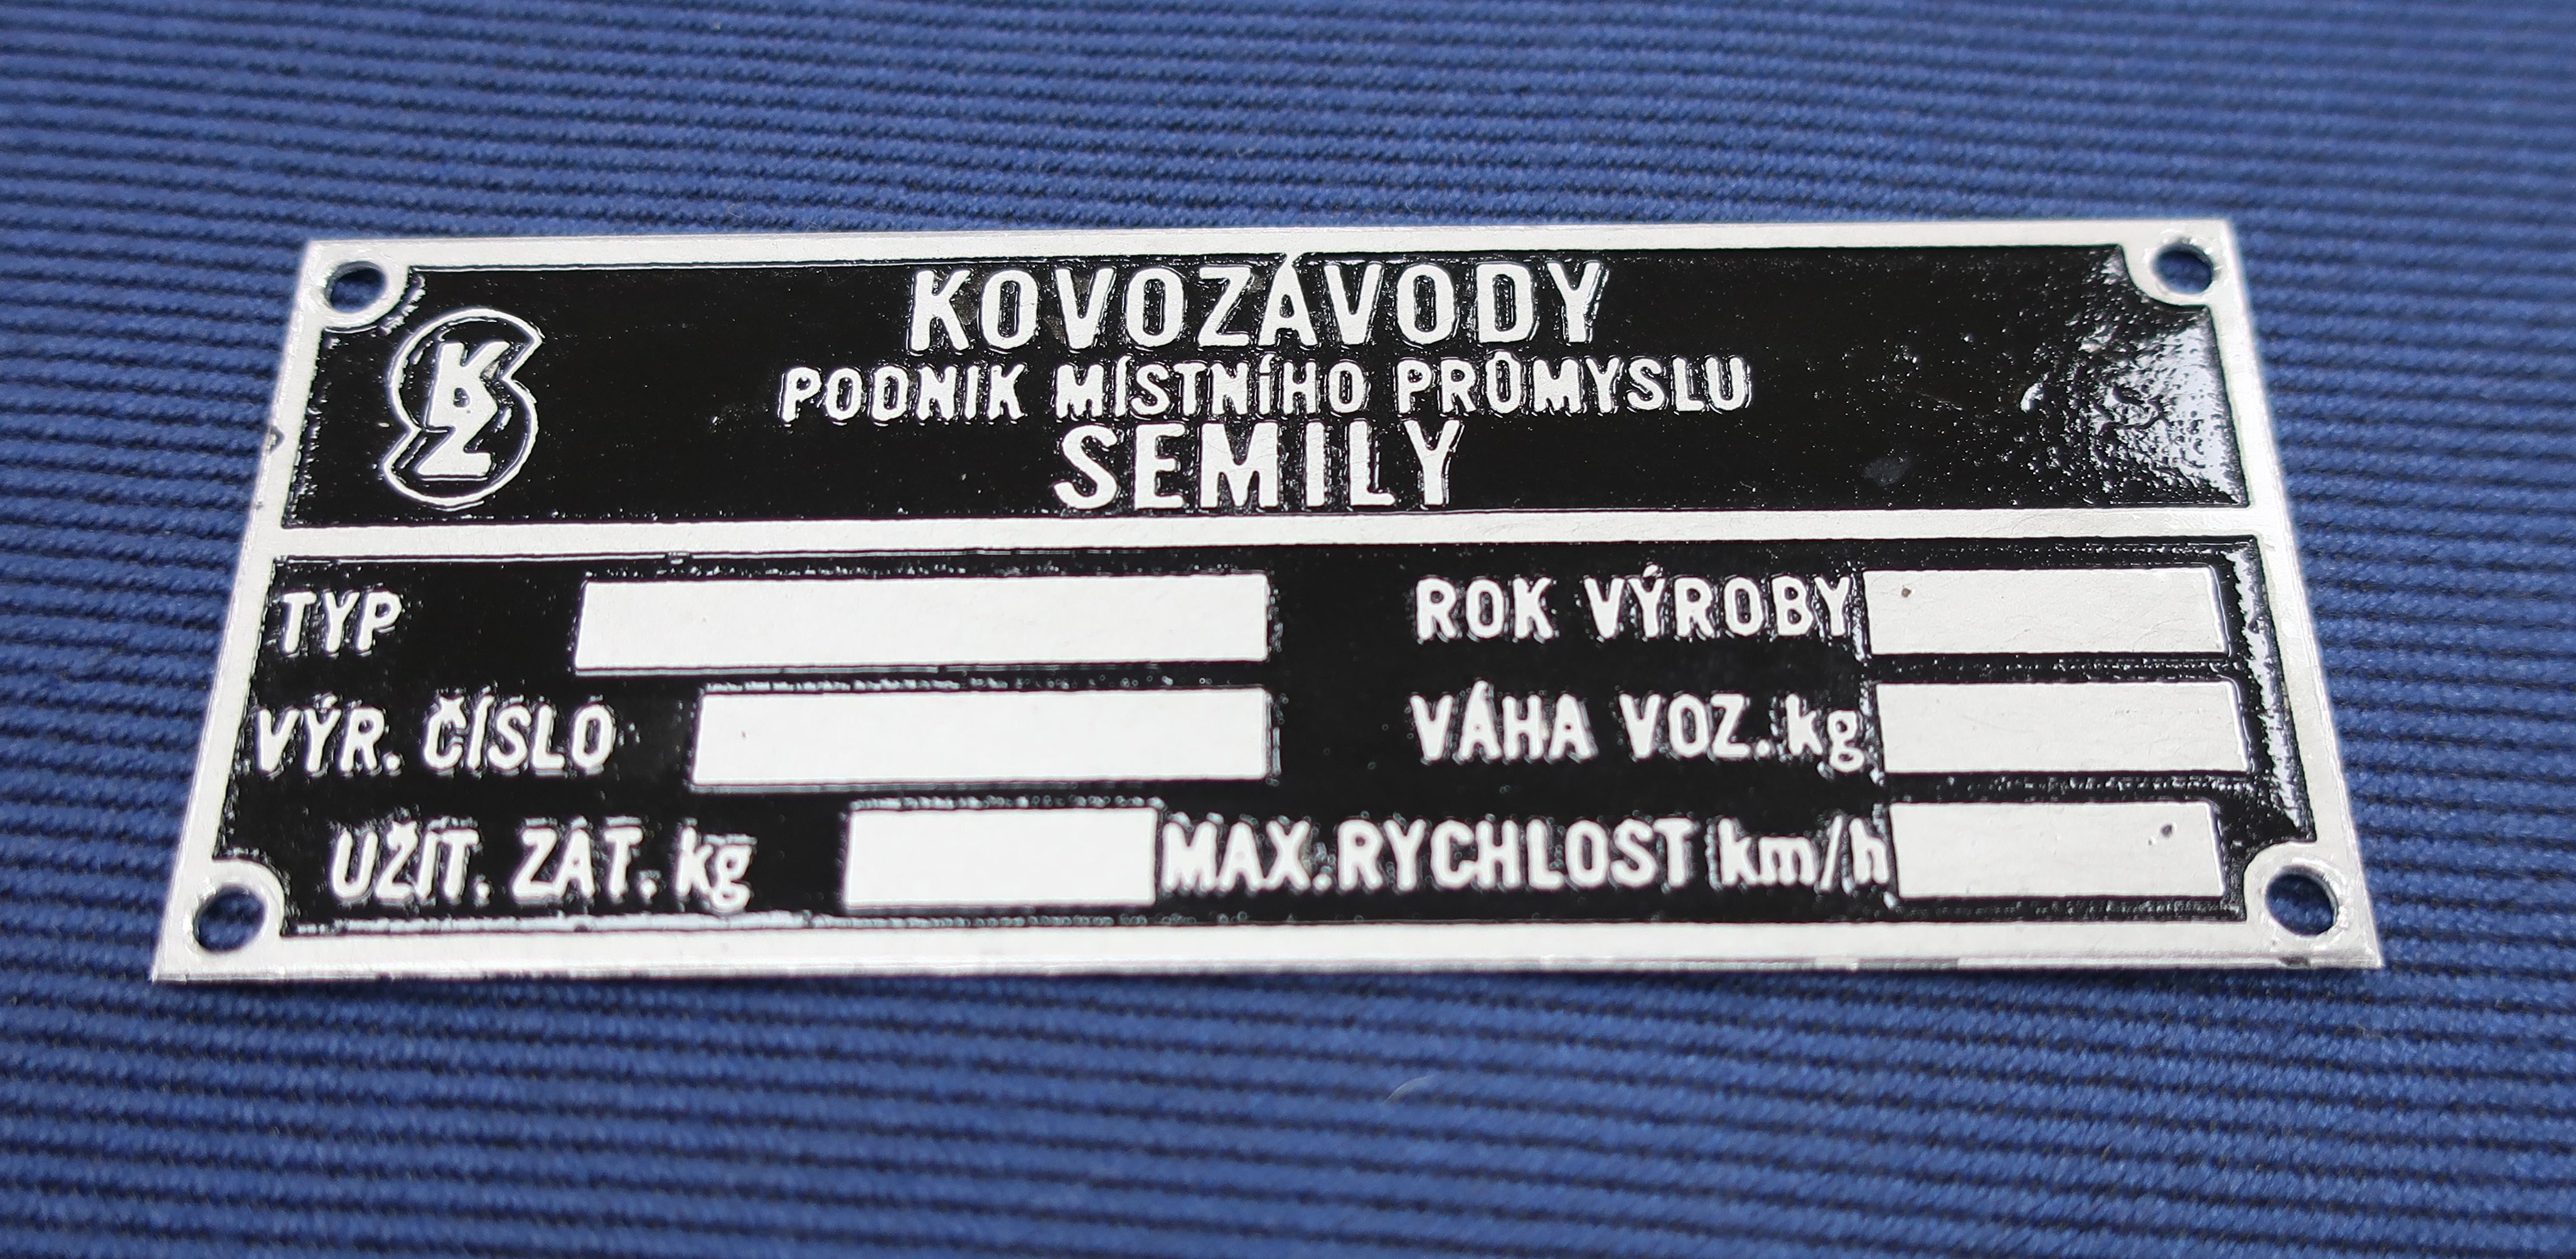 KZ
KOVOZÁVODY
PODNIK MÍSTNÍHO PRŮMYSLU
SEMILY
TYP ROK VÝROBY
VÝR. ČÍSLO VÁHA VOZ. kg
UŽIT. ZAT. kg MAX. RYCHLOST km/h